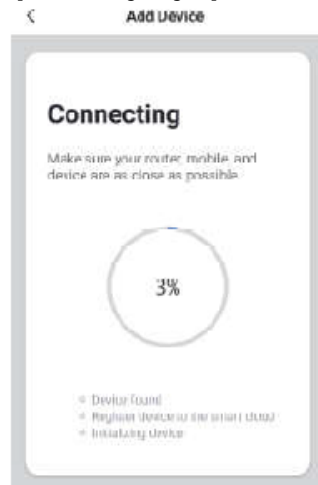 Add Device
Connecting
Make sure your router, mobile, and
device are as close as possible
3%
Device found
Register device to the smart cloud
Initializing device